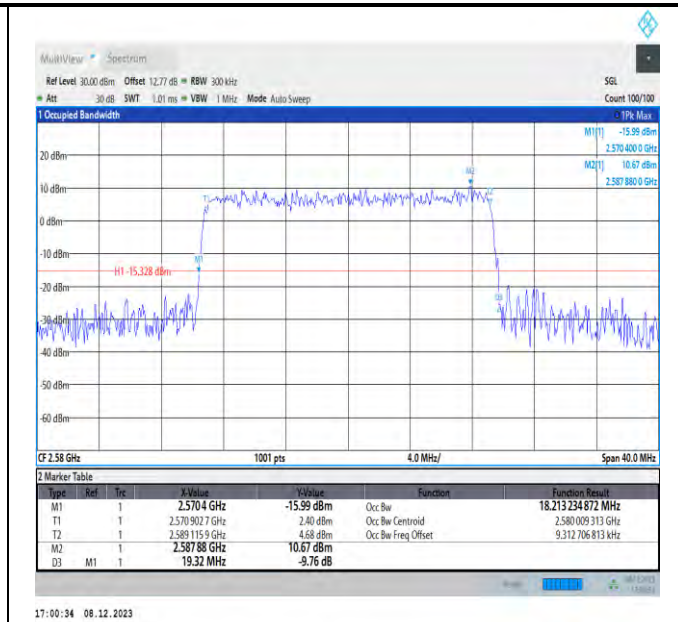 MultiView Spectrum
Ref Level 30.00 dBm Offset 12.77 dB RBW 300 kHz SGL
Att 30 dB SWT 1.01 ms VBW 1 MHz Mode Auto Sweep Count 100/100
1 Occupied Bandwidth 1Pk Max
M1[1] -15.99 dBm
2.570 400 0 GHz
M2[1] 10.67 dBm
2.587 880 0 GHz
20 dBm
M2
10 dBm
T1
0 dBm
-10 dBm
M1
H1 -15.328 dBm
-20 dBm
D3
-30 dBm
-40 dBm
-50 dBm
-60 dBm
CF 2.58 GHz 1001 pts 4.0 MHz/ Span 40.0 MHz
2 Marker Table
Type Ref Trc X-Value Y-Value Function Function Result
M1 1 2.570 4 GHz -15.99 dBm Occ Bw 18.213 234 872 MHz
T1 1 2.570 902 7 GHz 2.40 dBm Occ Bw Centroid 2.580 009 313 GHz
T2 1 2.589 115 9 GHz 4.68 dBm Occ Bw Freq Offset 9.312 706 813 kHz
M2 1 2.587 88 GHz 10.67 dBm
D3 M1 1 19.32 MHz -9.76 dB
17:00:34 08.12.2023